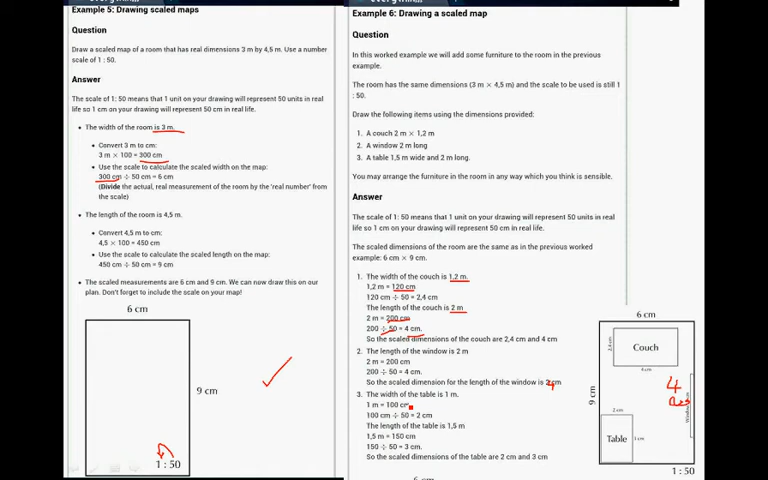 Example 5: Drawing scaled maps
Question
Draw a scaled map of a room that has real dimensions 3 m by 4,5 m. Use a number
scale of 1 : 50.
Answer
The scale of 1: 50 means that 1 unit on your drawing will represent 50 units in real
life so 1 cm on your drawing will represent 50 cm in real life.
• The width of the room is 3 m.
• Convert 3 m to cm:
3 m × 100 = 300 cm
• Use the scale to calculate the scaled width on the map:
300 cm ÷ 50 cm = 6 cm
(Divide the actual, real measurement of the room by the 'real number' from
the scale)
• The length of the room is 4,5 m.
• Convert 4,5 m to cm:
4,5 × 100 = 450 cm
• Use the scale to calculate the scaled length on the map:
450 cm ÷ 50 cm = 9 cm
• The scaled measurements are 6 cm and 9 cm. We can now draw this on our
plan. Don't forget to include the scale on your map!
6 cm
9 cm
1 : 50
Example 6: Drawing a scaled map
Question
In this worked example we will add some furniture to the room in the previous
example.
The room has the same dimensions (3 m × 4,5 m) and the scale to be used is still 1
: 50.
Draw the following items using the dimensions provided:
1. A couch 2 m × 1,2 m
2. A window 2 m long
3. A table 1,5 m wide and 2 m long.
You may arrange the furniture in the room in any way which you think is sensible.
Answer
The scale of 1: 50 means that 1 unit on your drawing will represent 50 units in real
life so 1 cm on your drawing will represent 50 cm in real life.
The scaled dimensions of the room are the same as in the previous worked
example: 6 cm × 9 cm.
1. The width of the couch is 1,2 m.
1,2 m = 120 cm
120 cm ÷ 50 = 2,4 cm
The length of the couch is 2 m
2 m = 200 cm
200 ÷ 50 = 4 cm.
So the scaled dimensions of the couch are 2,4 cm and 4 cm
2. The length of the window is 2 m
2 m = 200 cm
200 ÷ 50 = 4 cm.
So the scaled dimension for the length of the window is 4 cm
3. The width of the table is 1 m.
1 m = 100 cm
100 cm ÷ 50 = 2 cm
The length of the table is 1,5 m
1,5 m = 150 cm
150 ÷ 50 = 3 cm.
So the scaled dimensions of the table are 2 cm and 3 cm
6 cm
2,4 cm
Couch
4 cm
9 cm
4
2 cm
Table
3 cm
1 : 50
6 cm